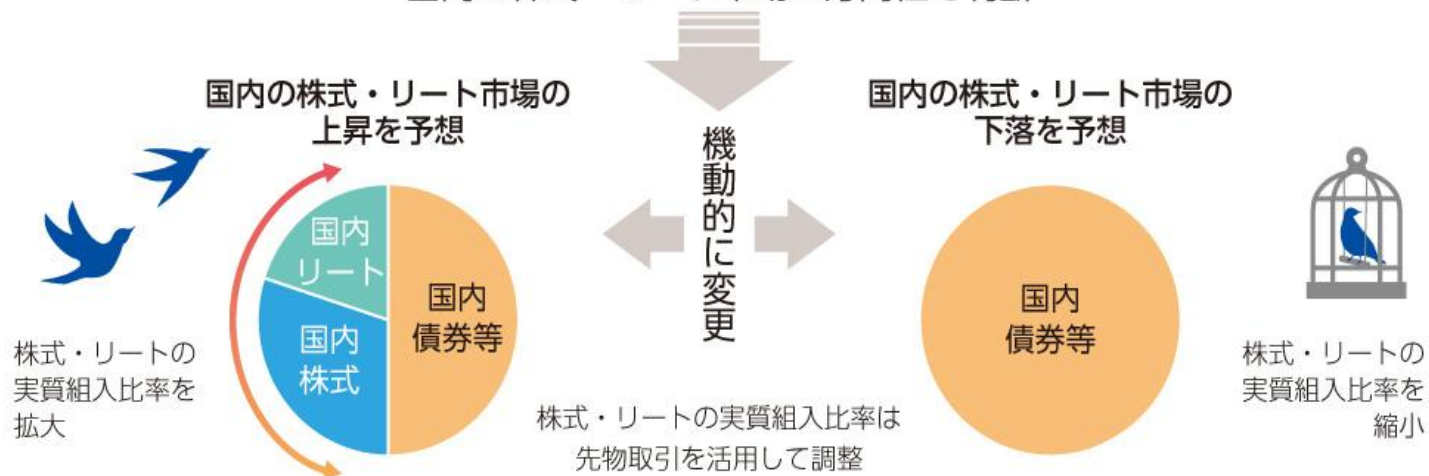 国内の株式・リート市場の
上昇を予想
国内の株式・リート市場の
下落を予想
機動的に変更
国内
リート
国内
株式
国内
債券等
国内
債券等
株式・リートの
実質組入比率を
拡大
株式・リートの実質組入比率は
先物取引を活用して調整
株式・リートの
実質組入比率を
縮小